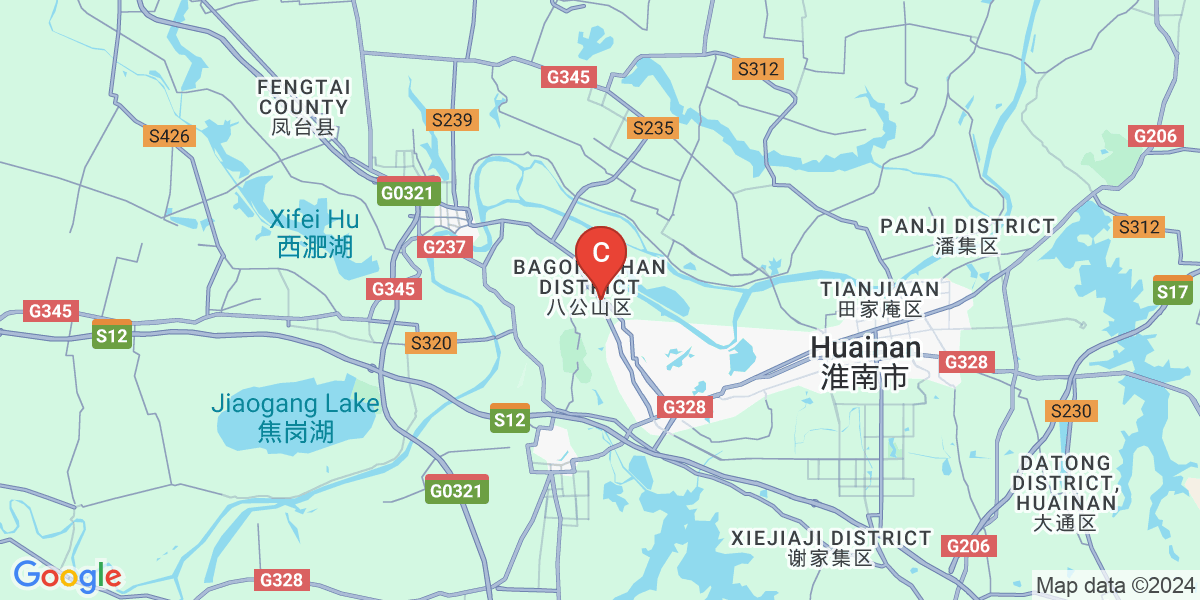 S312
G345
FENGTAI
COUNTY
凤台县
S239
S426
S235
G206
G0321
Xifei Hu
西淝湖
PANJI DISTRICT
潘集区
S312
G237
C
DISTRICT
八公山区
G345
TIANJIAAN
田家庵区
S17
G345
S12
S320
Huainan
淮南市
G328
Jiaogang Lake
焦岗湖
G328
S12
S230
DATONG
DISTRICT,
HUAINAN
大通区
G0321
XIEJIAJI DISTRICT
谢家集区
G206
Google
G328
Map data ©2024